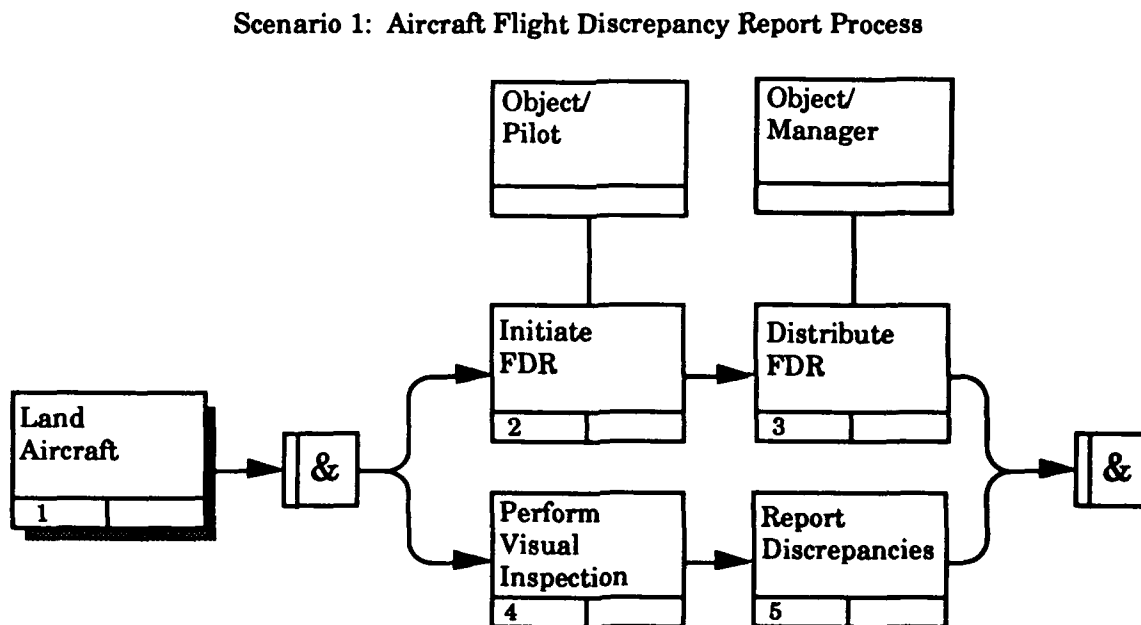 Scenario 1: Aircraft Flight Discrepancy Report Process
Object/
Pilot
Object/
Manager
Initiate
FDR
2
Distribute
FDR
3
Land
Aircraft
1
&
&
Perform
Visual
Inspection
4
Report
Discrepancies
5